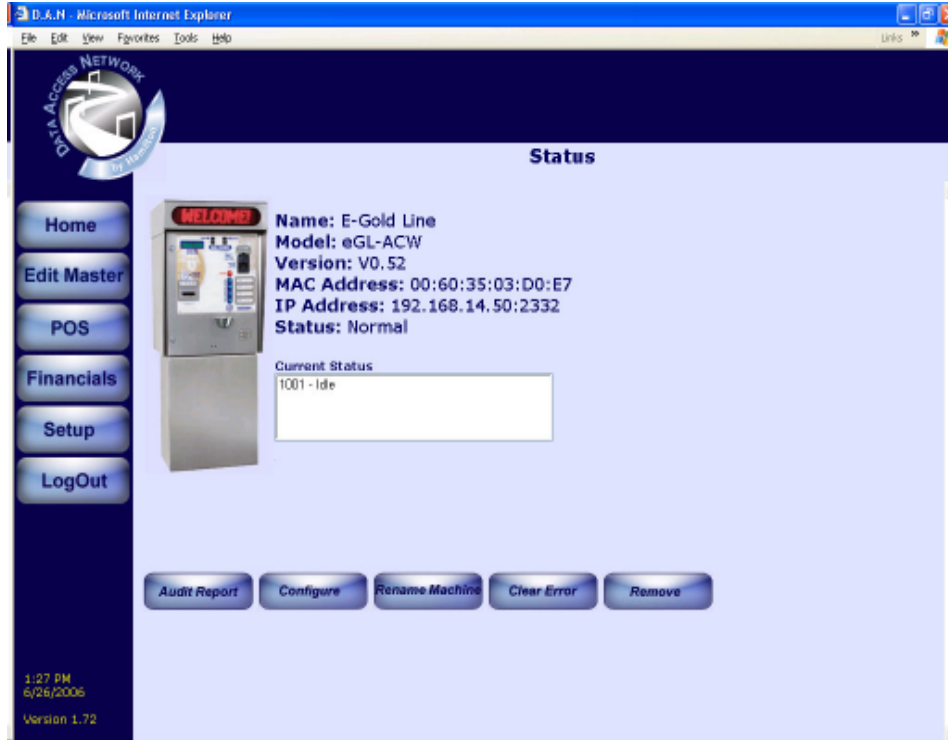 D.A.N - Microsoft Internet Explorer
File Edit View Favorites Tools Help
Links »
DATA ACCESS NETWORK
by Hamilton
Status
Home
Edit Master
POS
Financials
Setup
LogOut
WELCOME!
Name: E-Gold Line
Model: eGL-ACW
Version: V0.52
MAC Address: 00:60:35:03:D0:E7
IP Address: 192.168.14.50:2332
Status: Normal
Current Status
1001 - Idle
Audit Report
Configure
Rename Machine
Clear Error
Remove
1:27 PM
6/26/2006
Version 1.72